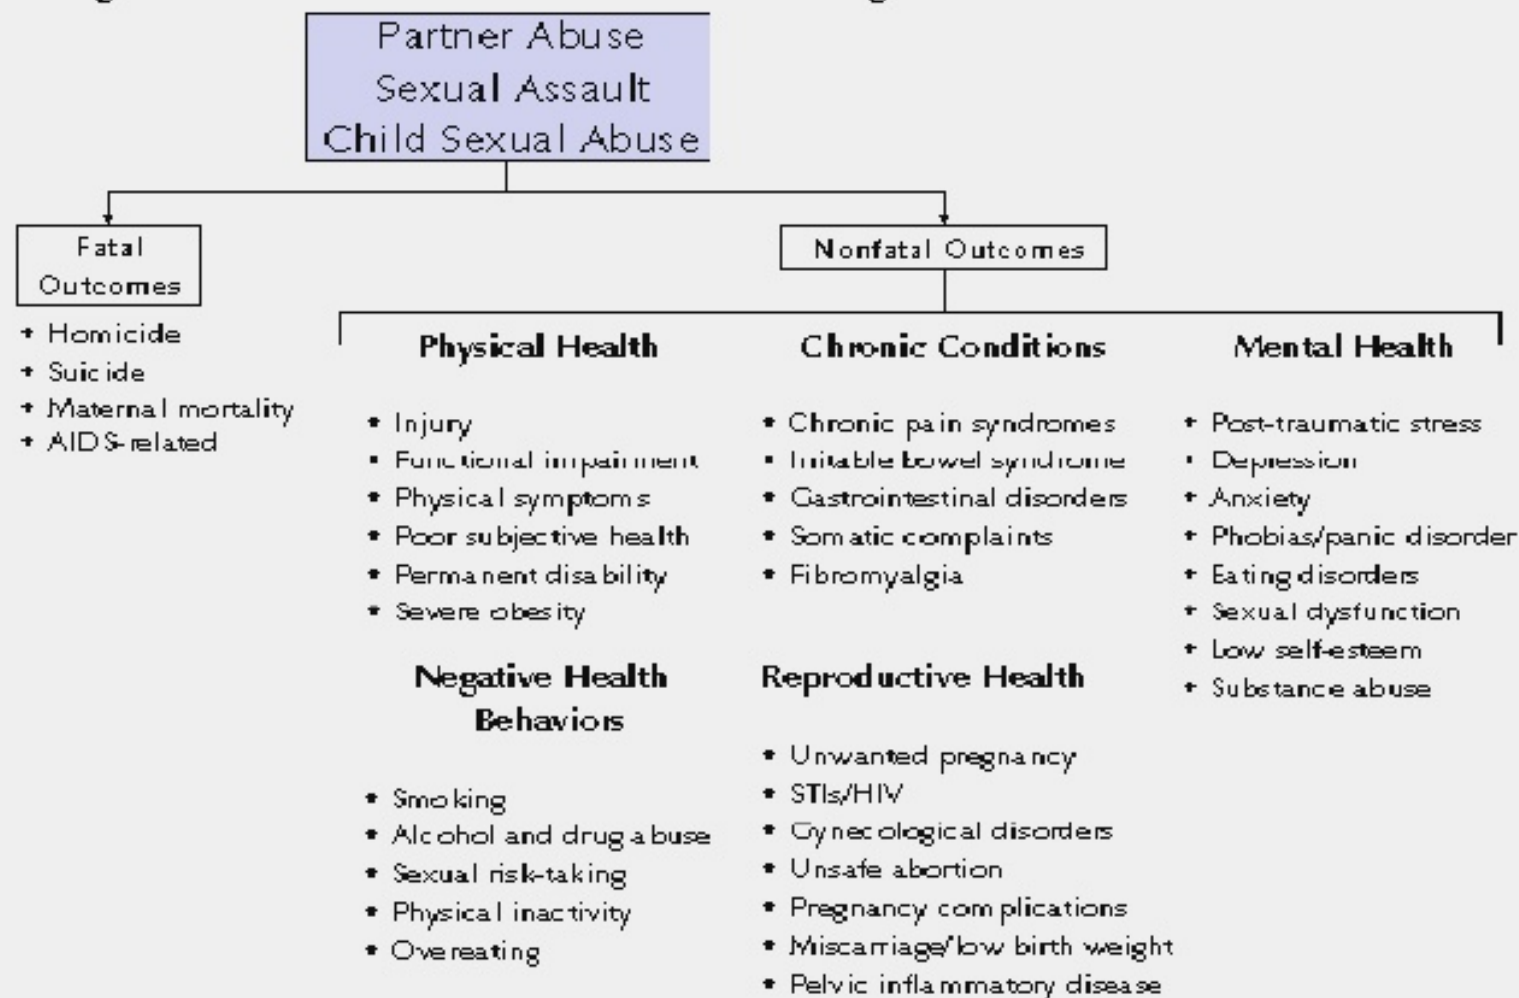 Partner Abuse
Sexual Assault
Child Sexual Abuse
Fatal
Outcomes
Homicide
Suicide
Maternal mortality
AIDS-related
Nonfatal Outcomes
Physical Health
Injury
Functional impairment
Physical symptoms
Poor subjective health
Permanent disability
Severe obesity
Negative Health
Behaviors
Smoking
Alcohol and drug abuse
Sexual risk-taking
Physical inactivity
Overeating
Chronic Conditions
Chronic pain syndromes
Irritable bowel syndrome
Gastrointestinal disorders
Somatic complaints
Fibromyalgia
Reproductive Health
Unwanted pregnancy
STIs/HIV
Gynecological disorders
Unsafe abortion
Pregnancy complications
Miscarriage/low birth weight
Pelvic inflammatory disease
Mental Health
Post-traumatic stress
Depression
Anxiety
Phobias/panic disorder
Eating disorders
Sexual dysfunction
Low self-esteem
Substance abuse